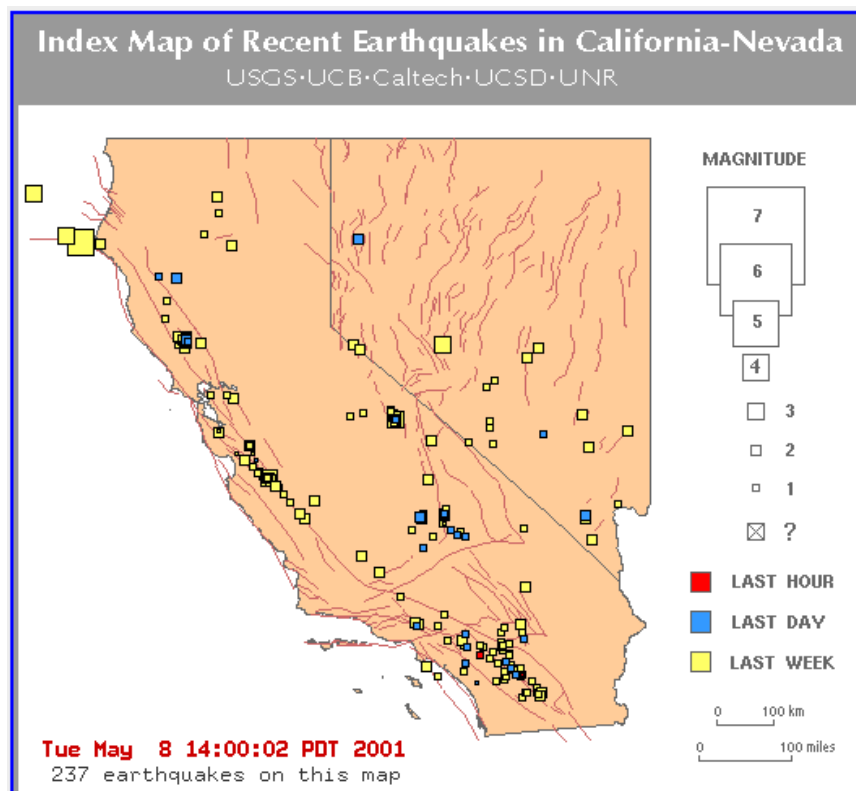 Index Map of Recent Earthquakes in California-Nevada
USGS·UCB·Caltech·UCSD·UNR
MAGNITUDE
7
6
5
4
3
2
1
?
LAST HOUR
LAST DAY
LAST WEEK
0 100 km
0 100 miles
Tue May 8 14:00:02 PDT 2001
237 earthquakes on this map